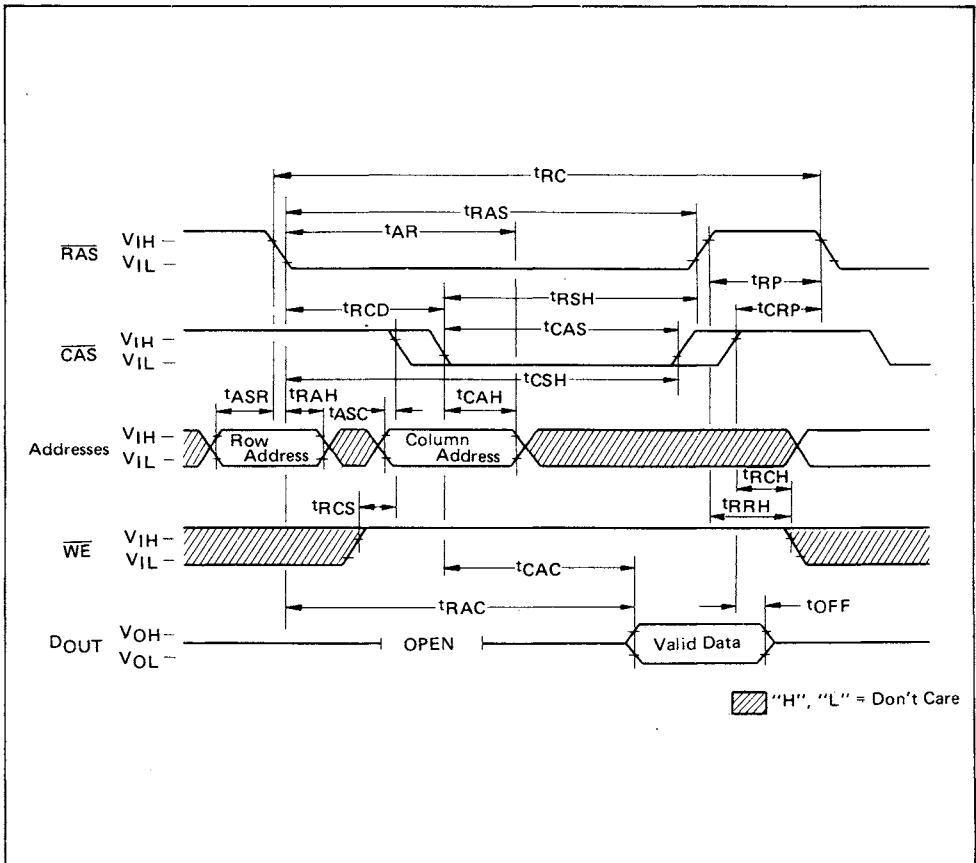 tRC
tRAS
tAR
RAS
VIH
VIL
tRP
tRSH
tRCD
tCRP
tCAS
CAS
VIH
VIL
tCSH
tASR
tRAH
tASC
tCAH
Addresses
VIH
VIL
Row
Address
Column
Address
tRCH
tRRH
tRCS
WE
VIH
VIL
tCAC
tRAC
tOFF
DOUT
VOH
VOL
OPEN
Valid Data
"H", "L" = Don't Care